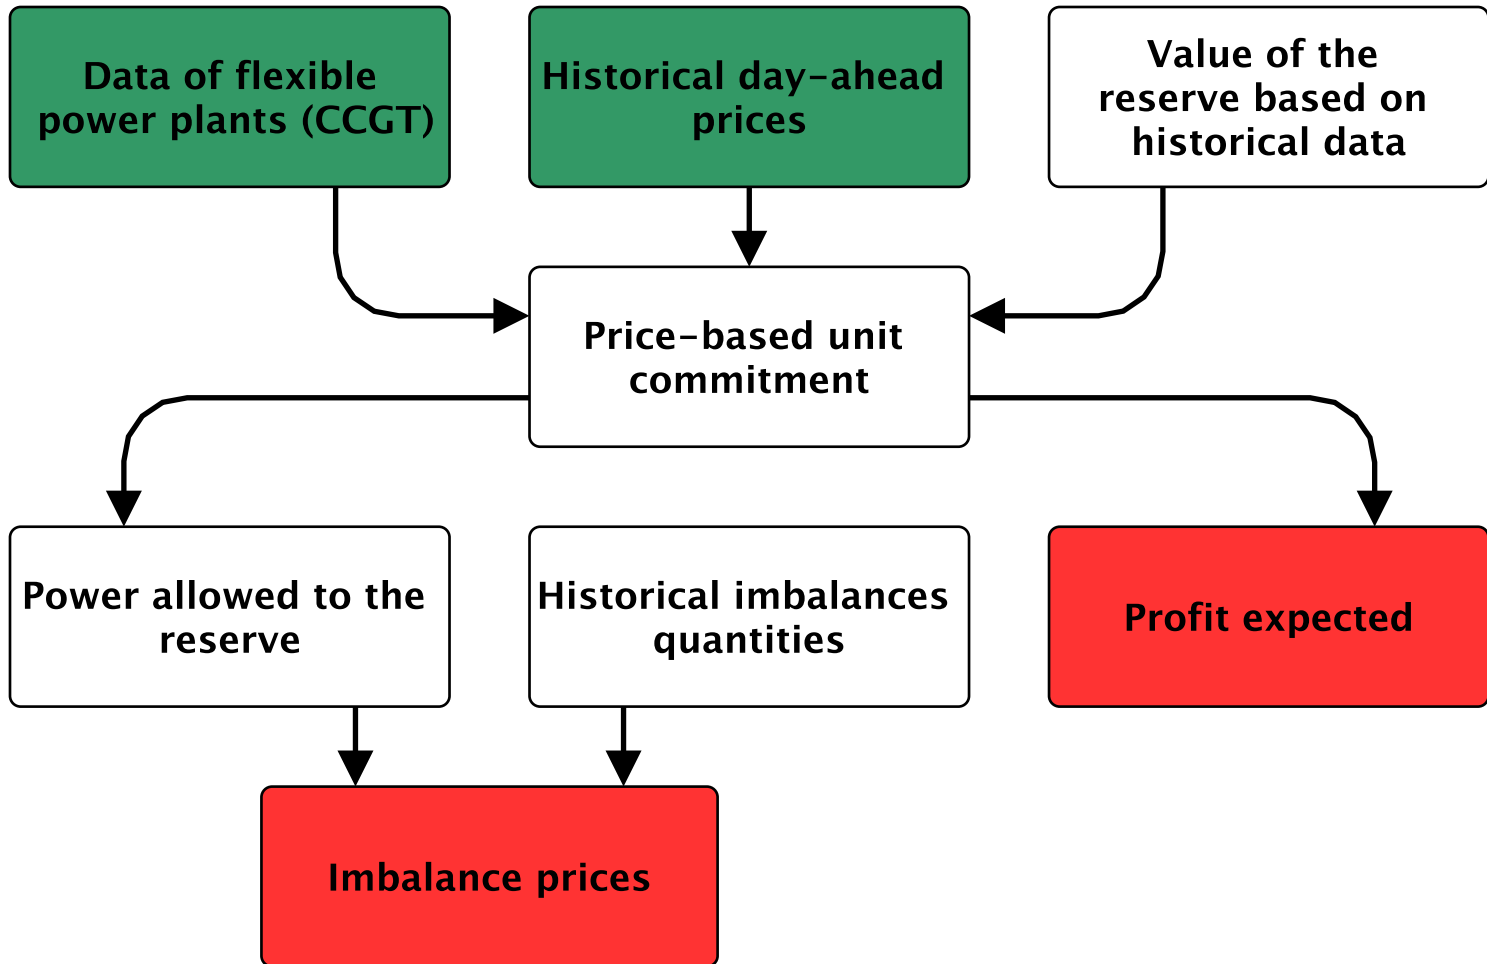 Data of flexible
power plants (CCGT)
Historical day-ahead
prices
Value of the
reserve based on
historical data
Price-based unit
commitment
Power allowed to the
reserve
Historical imbalances
quantities
Profit expected
Imbalance prices